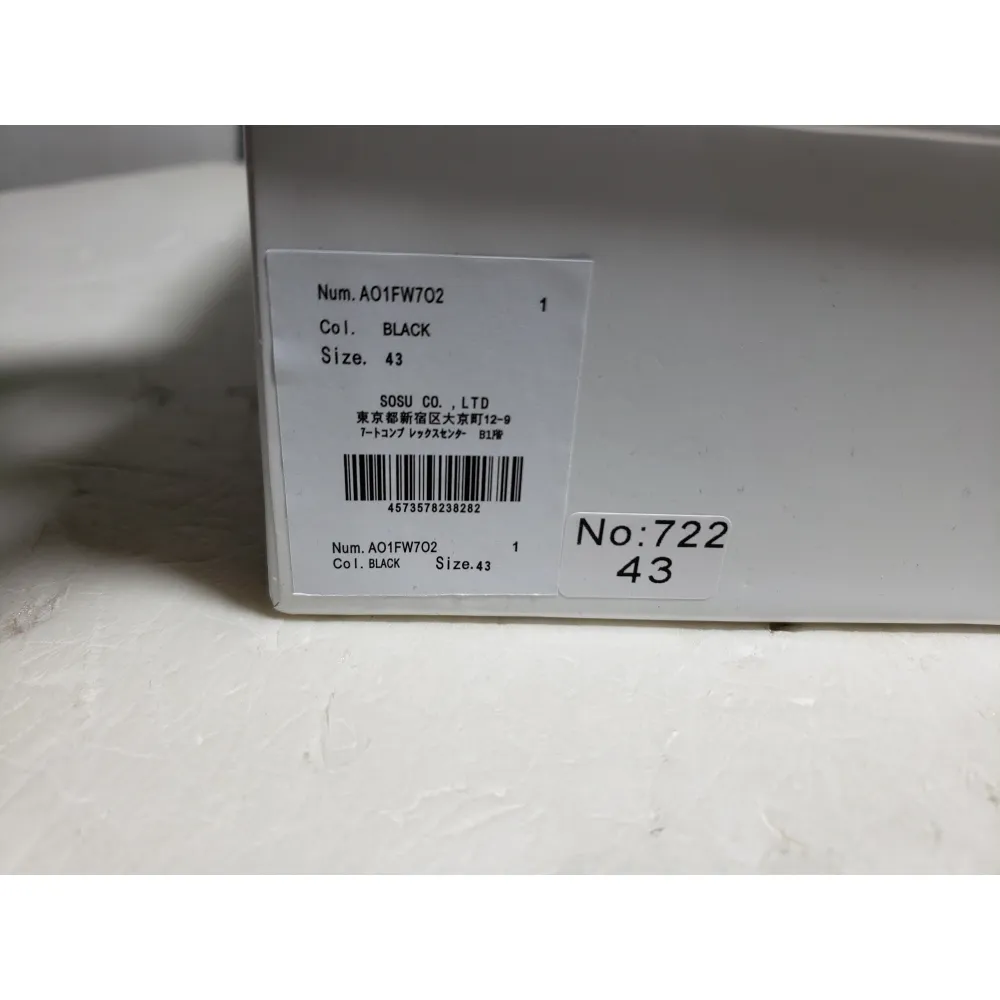 Num. A01FW702 1
Col. BLACK
Size. 43
SOSU CO. ,LTD
東京都新宿区大京町12-9
ｱートコンプ レックスセンター B1階
4573578238282
Num. A01FW702 1
Col. BLACK Size. 43
No:722
43